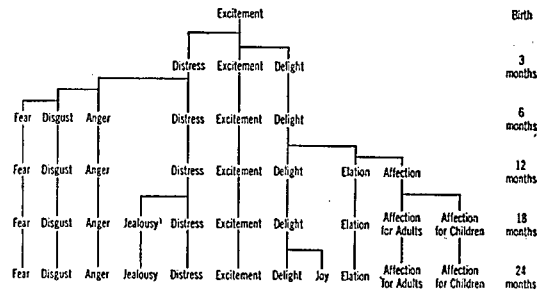 Excitement Birth
Distress Excitement Delight 3
months
Fear Disgust Anger Distress Excitement Delight 6
months
Fear Disgust Anger Distress Excitement Delight Elation Affection 12
months
Fear Disgust Anger Jealousy Distress Excitement Delight Elation Affection Affection 18
for Adults for Children months
Fear Disgust Anger Jealousy Distress Excitement Delight Joy Elation Affection Affection 24
for Adults for Children months